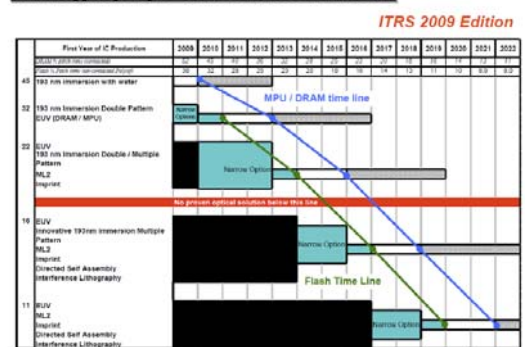 ITRS 2009 Edition
First Year of IC Production 2009 2010 2011 2012 2013 2014 2015 2016 2017 2018 2019 2020 2021 2022
45 193 nm immersion with water
MPU / DRAM time line
32 193 nm Immersion Double Pattern
EUV (DRAM / MPU)
Narrow
Options
22 EUV
193 nm Immersion Double / Multiple
Pattern
ML2
Imprint
Narrow Option
No proven optical solution below this line
16 EUV
Innovative 193nm immersion Multiple
Pattern
ML2
Imprint
Directed Self Assembly
Interference Lithography
Narrow Option
Flash Time Line
11 EUV
ML2
Imprint
Directed Self Assembly
Interference Lithography
Narrow Option